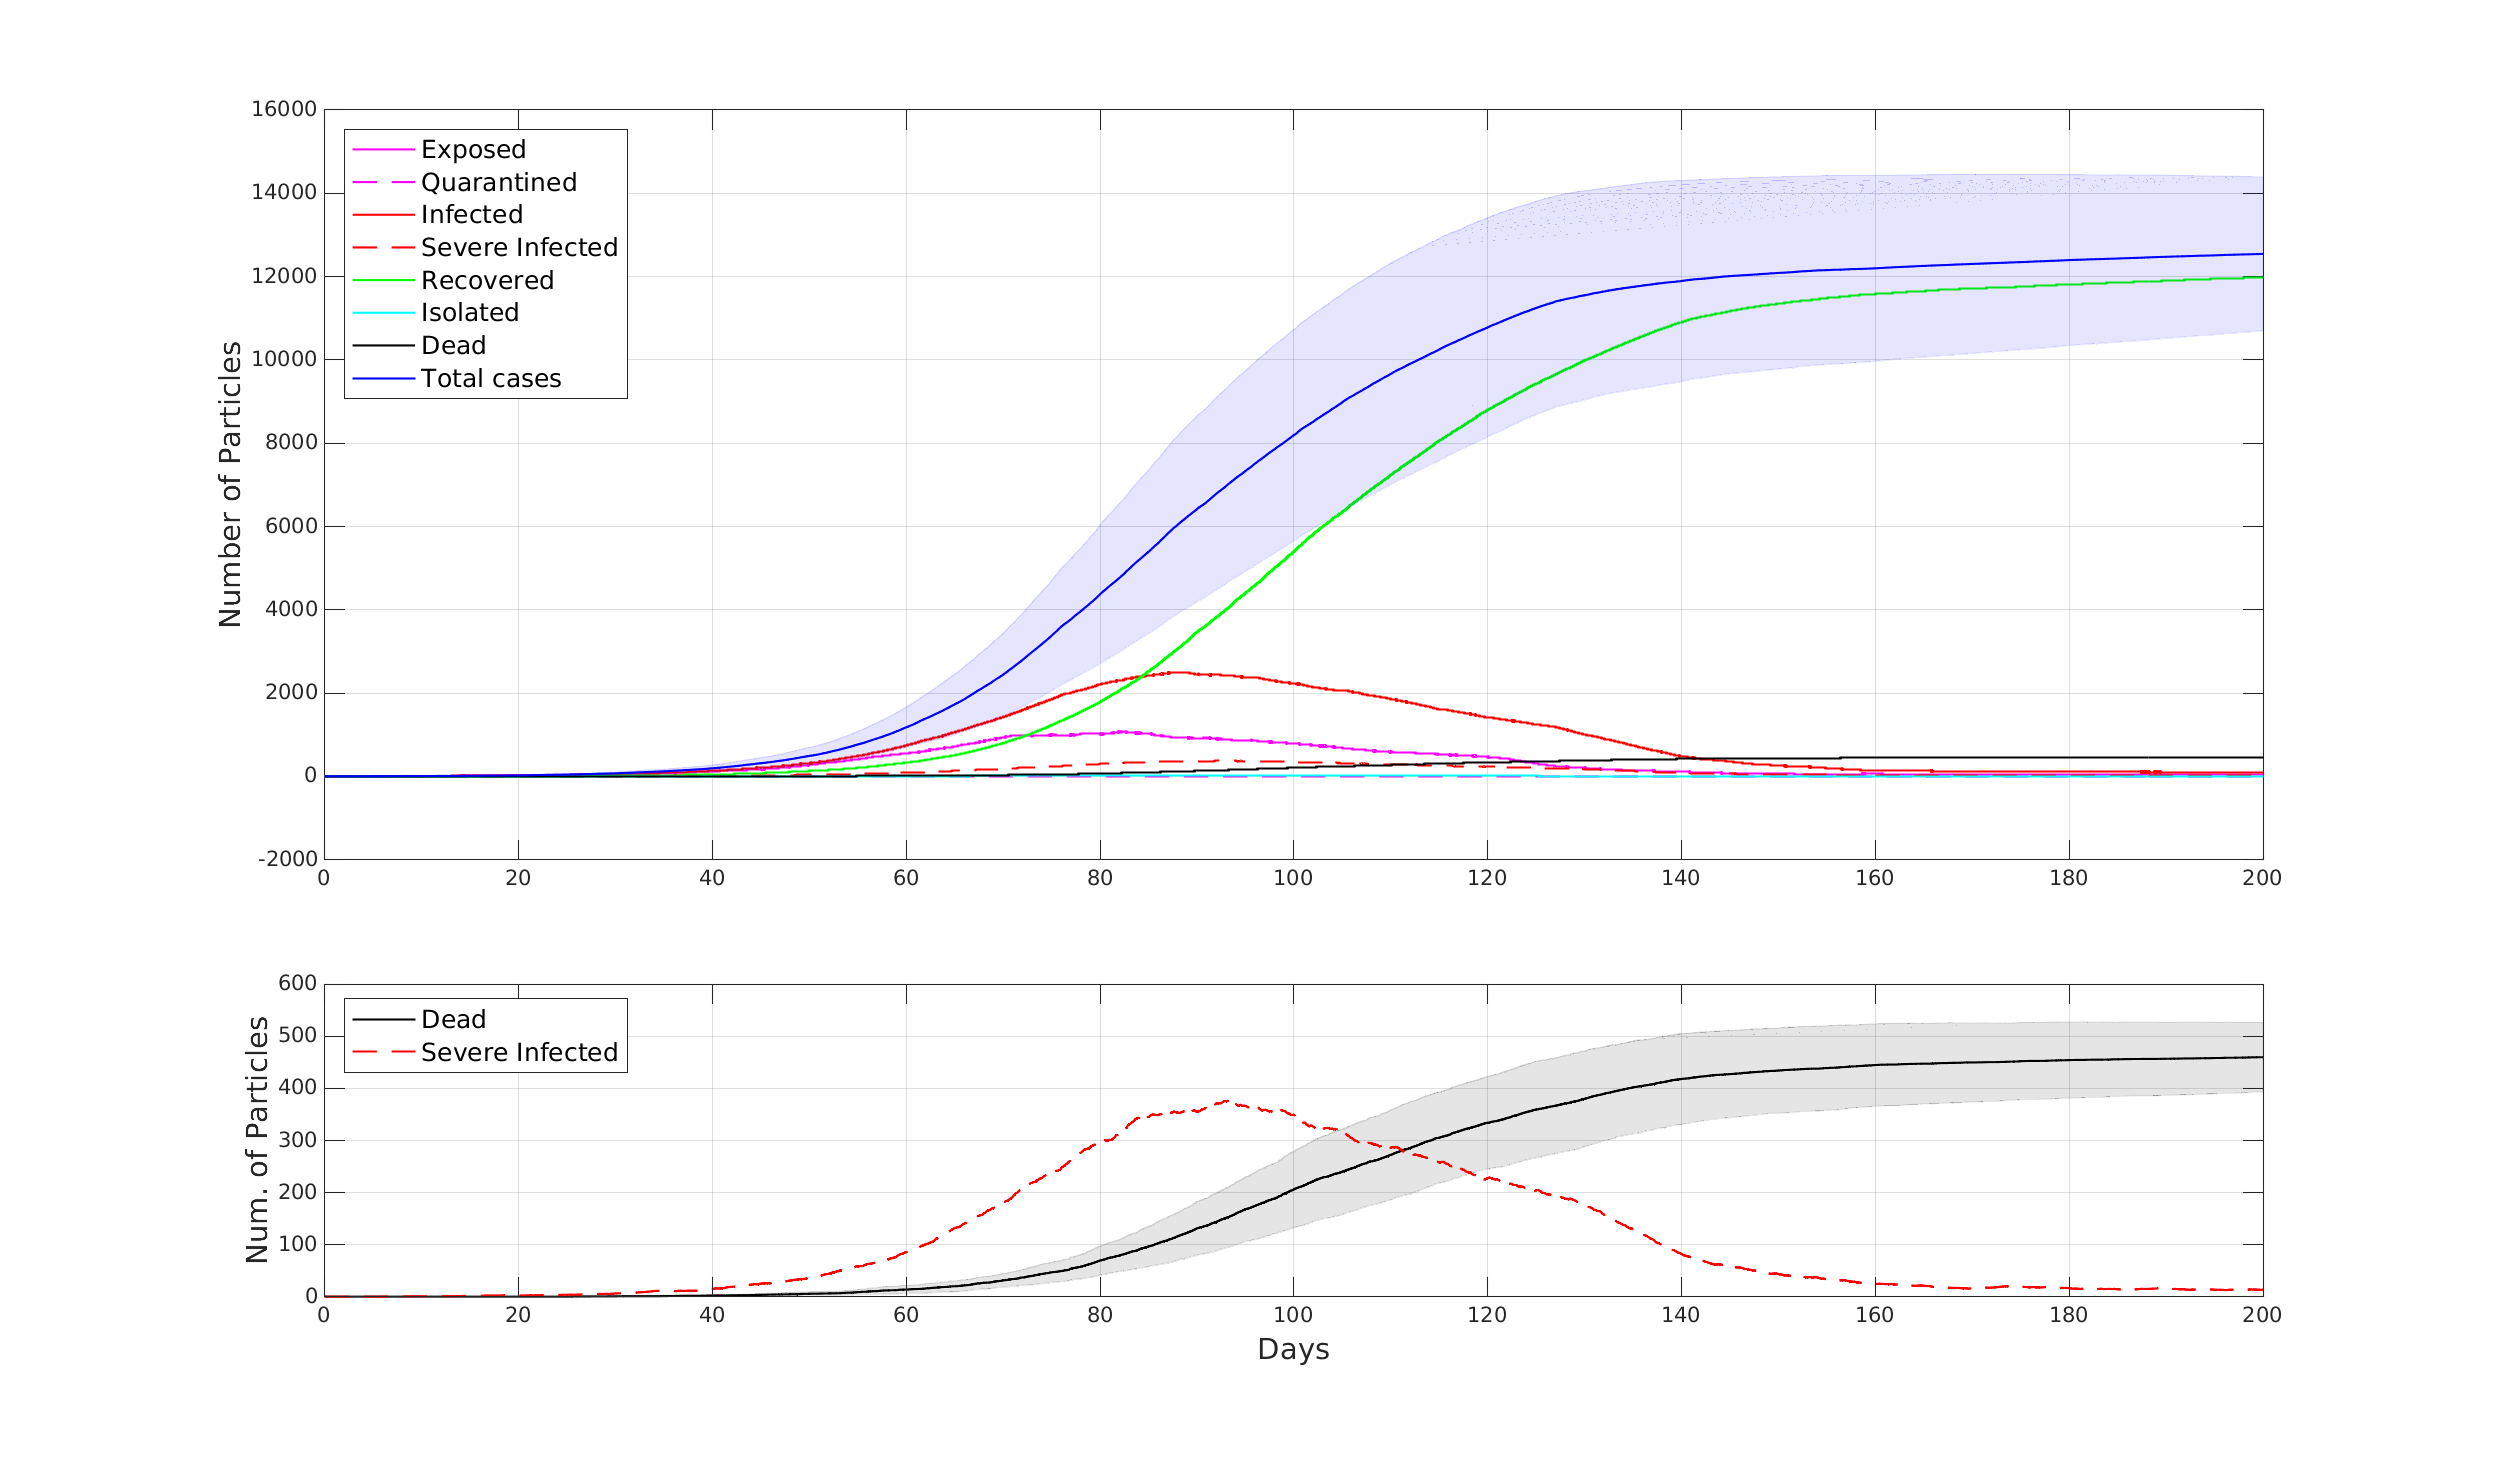 16000
14000
12000
10000
8000
6000
4000
2000
0
-2000
Number of Particles
Exposed
Quarantined
Infected
Severe Infected
Recovered
Isolated
Dead
Total cases
0 20 40 60 80 100 120 140 160 180 200
600
500
400
300
200
100
0
Num. of Particles
Dead
Severe Infected
0 20 40 60 80 100 120 140 160 180 200
Days